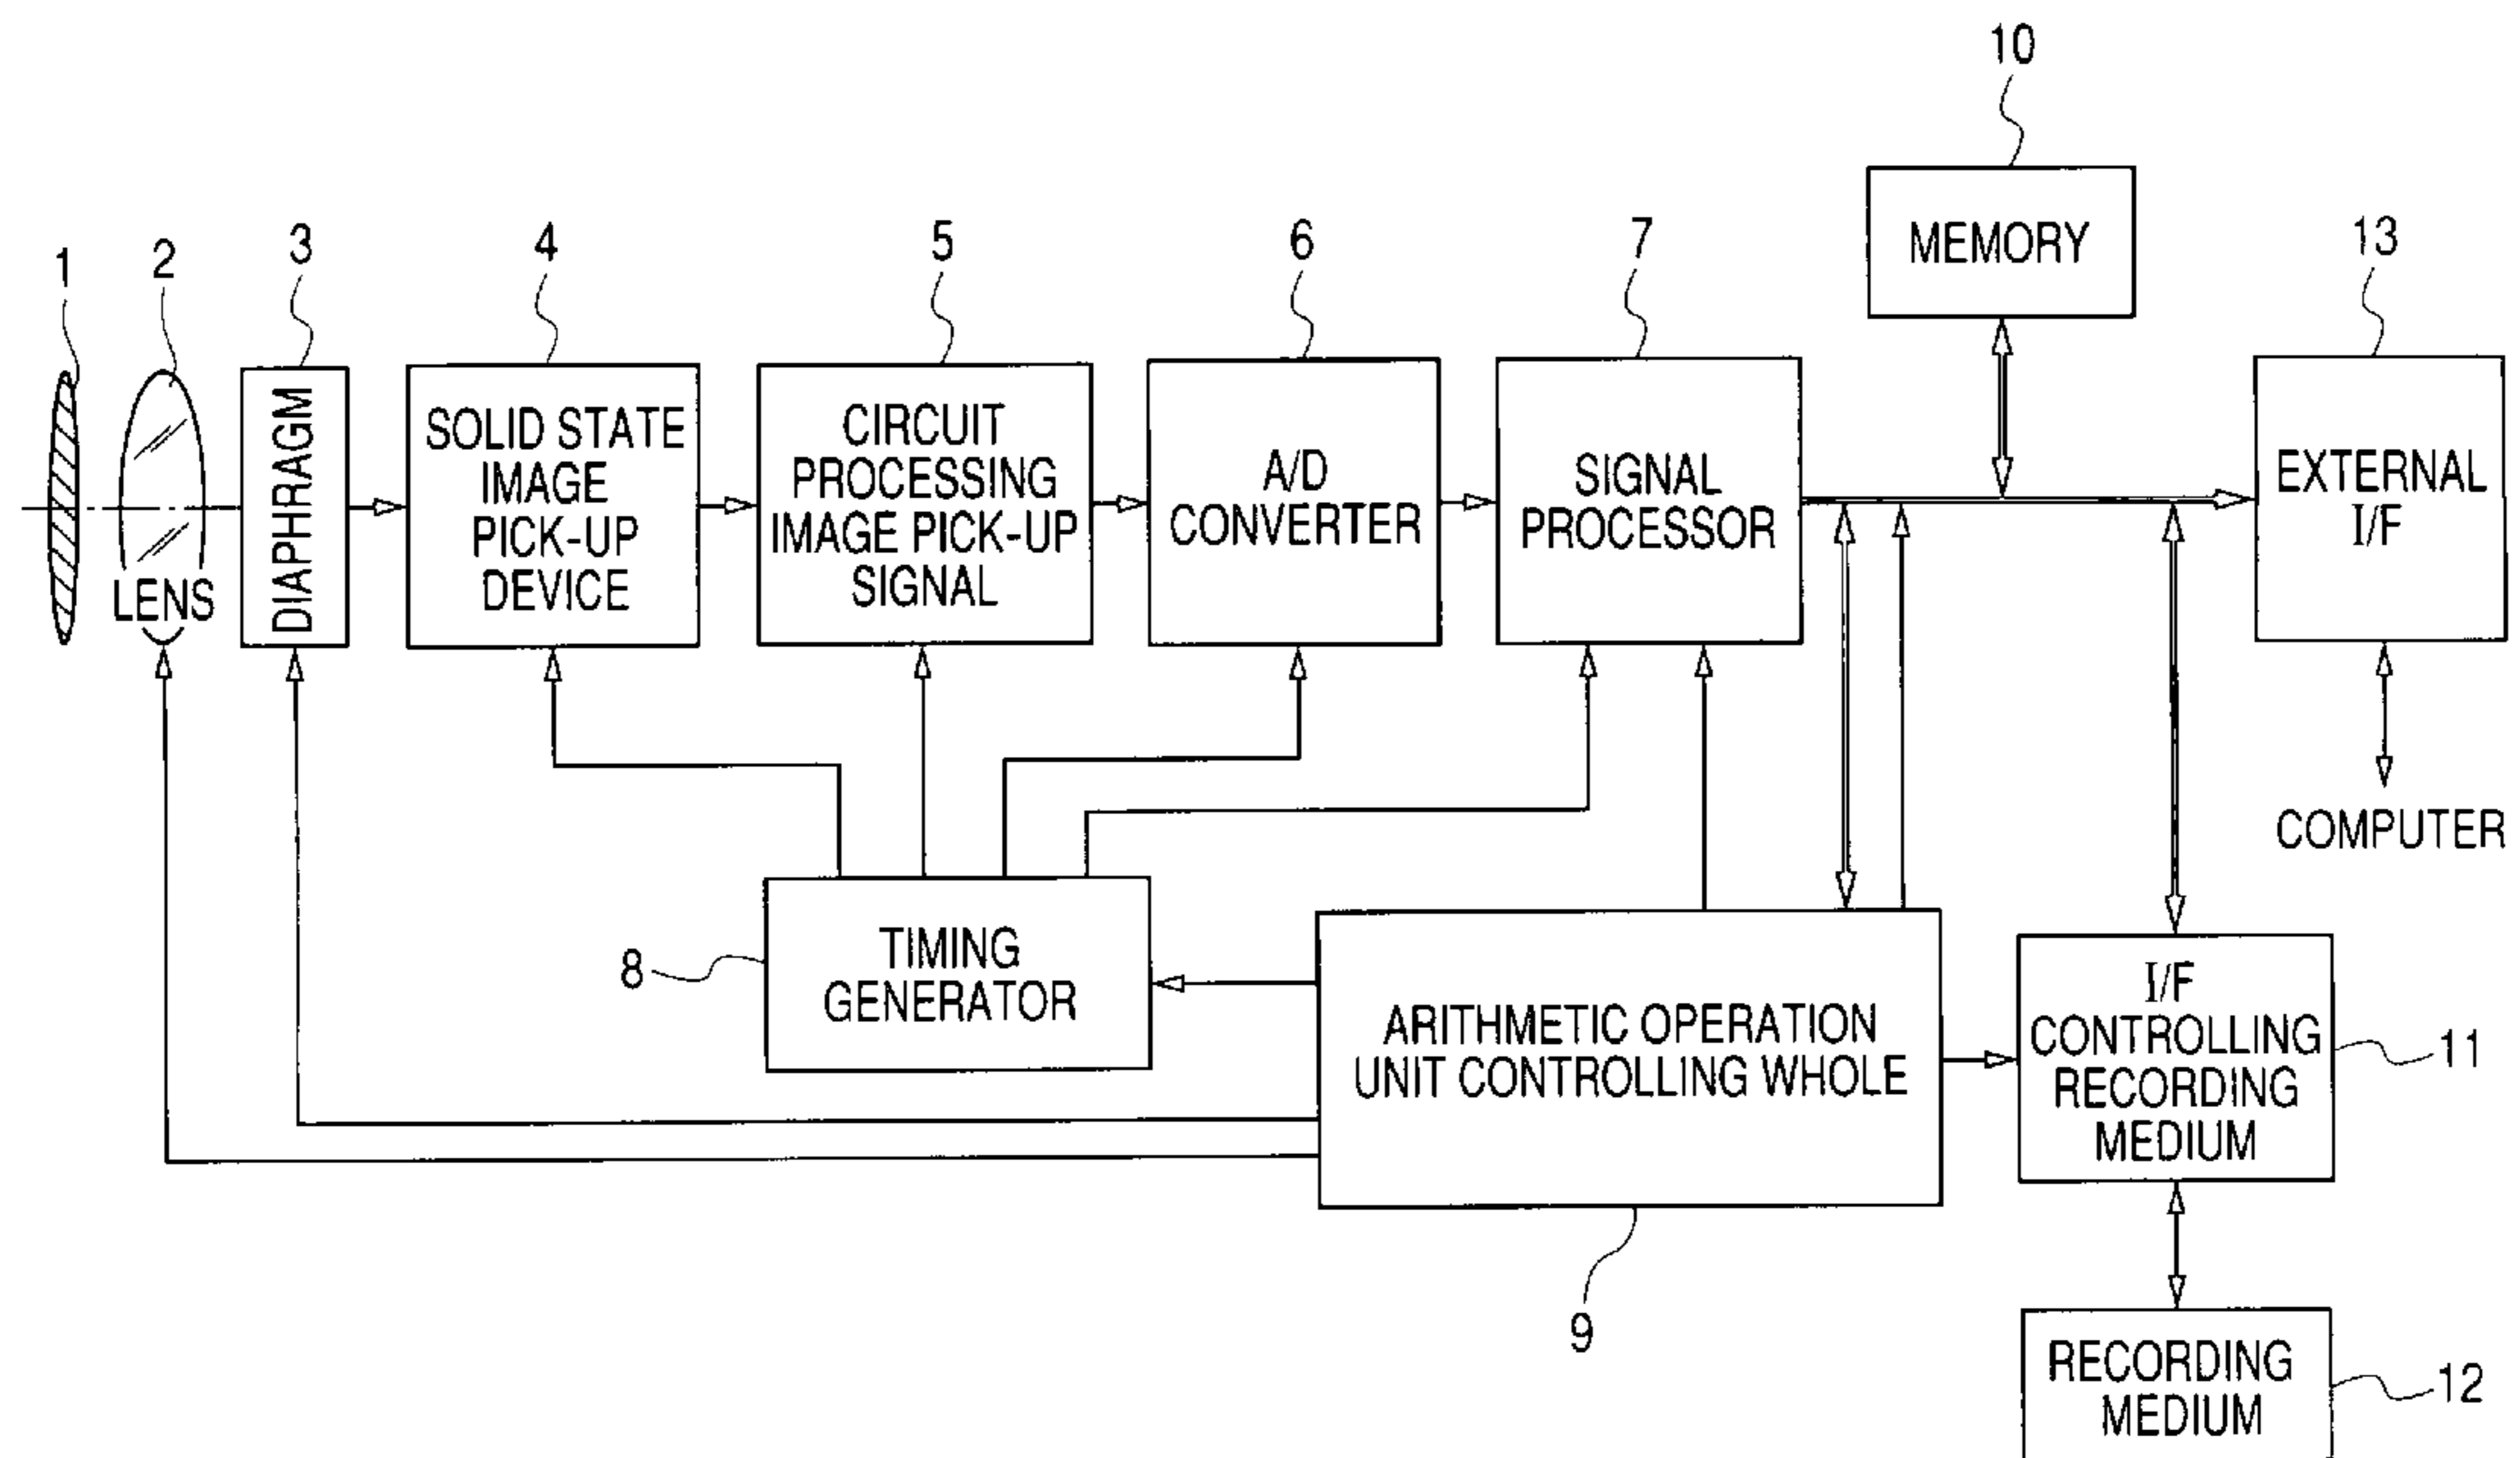 10
1
2
3
4
5
6
7
13
MEMORY
LENS
DIAPHRAGM
SOLID STATE
IMAGE
PICK-UP
DEVICE
CIRCUIT
PROCESSING
IMAGE PICK-UP
SIGNAL
A/D
CONVERTER
SIGNAL
PROCESSOR
EXTERNAL
I/F
COMPUTER
8
TIMING
GENERATOR
ARITHMETIC OPERATION
UNIT CONTROLLING WHOLE
9
I/F
CONTROLLING
RECORDING
MEDIUM
11
RECORDING
MEDIUM
12